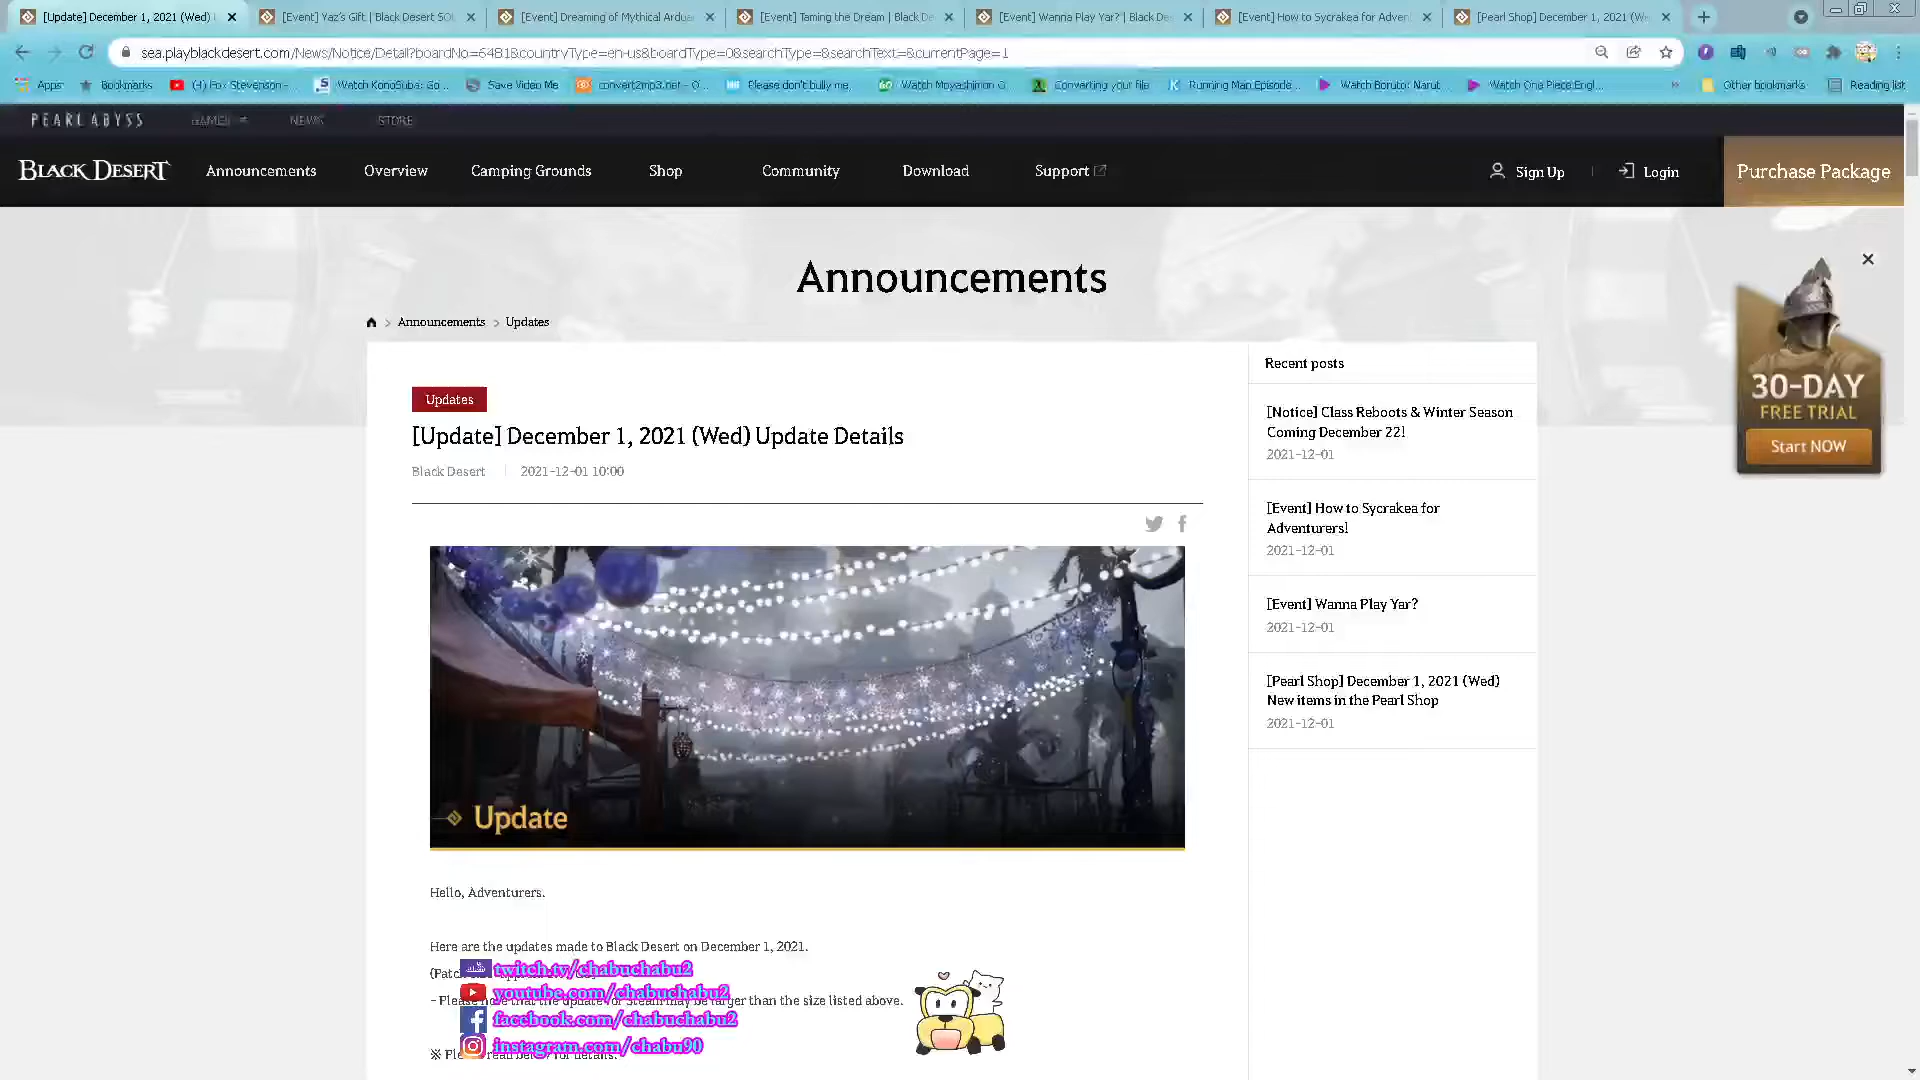 [Update] December 1, 2021 (Wed)
[Event] Yaz's Gift | Black Desert SO
[Event] Dreaming of Mythical Ardua
[Event] Taming the Dream | Black De
[Event] Wanna Play Yar? | Black Des
[Event] How to Sycrakea for Adven
[Pearl Shop] December 1, 2021 (We
sea.playblackdesert.com/News/Notice/Detail?boardNo=6481&countryType=en-us&boardType=0&searchType=&searchText=&currentPage=1
Apps
Bookmarks
(4) Fox Stevenson -
Watch KonoSuba: Go...
Save Video Me
convert2mp3.net - O...
Please don't bully me,
Watch Moyashimon O
Converting your file
Running Man Episode...
Watch Boruto: Narut...
Watch One Piece Engl...
Other bookmarks
Reading list
PEARL ABYSS
GAMES
NEWS
STORE
BLACK DESERT
Announcements
Overview
Camping Grounds
Shop
Community
Download
Support
Sign Up
Login
Purchase Package
Announcements
Announcements > Updates
Updates
[Update] December 1, 2021 (Wed) Update Details
Black Desert | 2021-12-01 10:00
Update
Hello, Adventurers.
Here are the updates made to Black Desert on December 1, 2021.
(Patch
- Please note that the update for Steam may be larger than the size listed above.
※ Please read below for details.
twitch.tv/chabuchabu2
youtube.com/chabuchabu2
facebook.com/chabuchabu2
instagram.com/chabu90
Recent posts
[Notice] Class Reboots & Winter Season
Coming December 22!
2021-12-01
[Event] How to Sycrakea for
Adventurers!
2021-12-01
[Event] Wanna Play Yar?
2021-12-01
[Pearl Shop] December 1, 2021 (Wed)
New items in the Pearl Shop
2021-12-01
30-DAY
FREE TRIAL
Start NOW